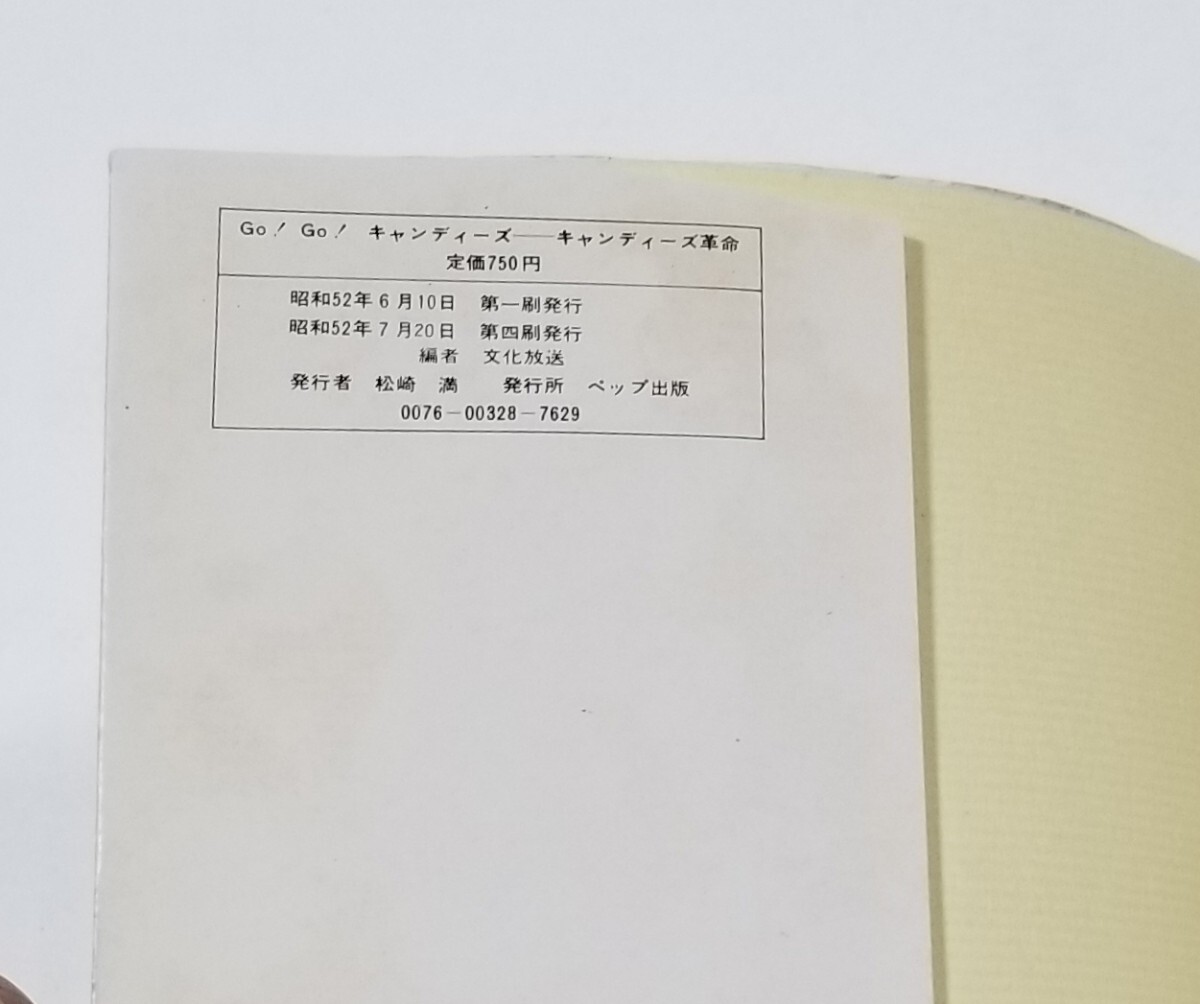 Go! Go! キャンディーズ──キャンディーズ革命
定価750円
昭和52年6月10日 第一刷発行
昭和52年7月20日 第四刷発行
編者 文化放送
発行者 松崎 満 発行所 ペップ出版
0076-00328-7629